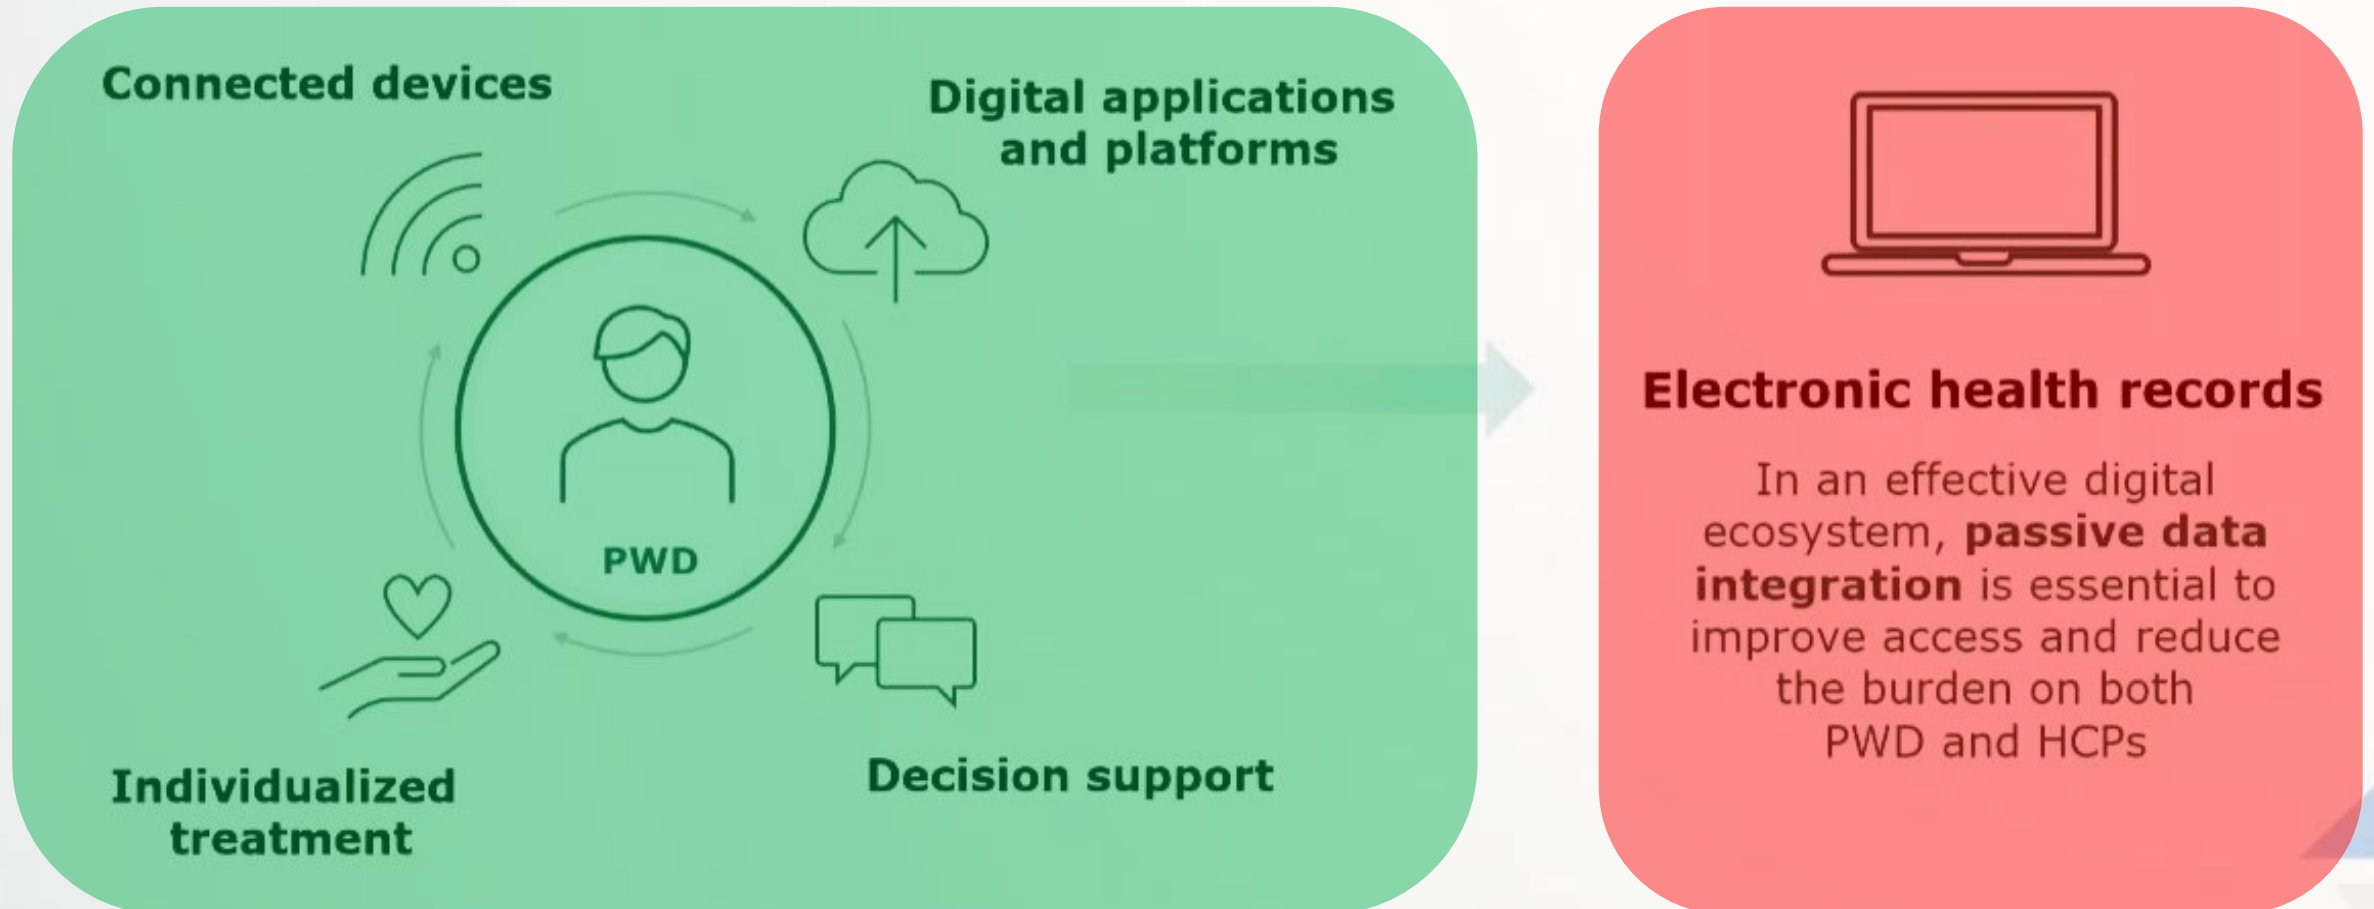 Connected devices
Digital applications
and platforms
PWD
Individualized
treatment
Decision support
Electronic health records
In an effective digital
ecosystem, passive data
integration is essential to
improve access and reduce
the burden on both
PWD and HCPs